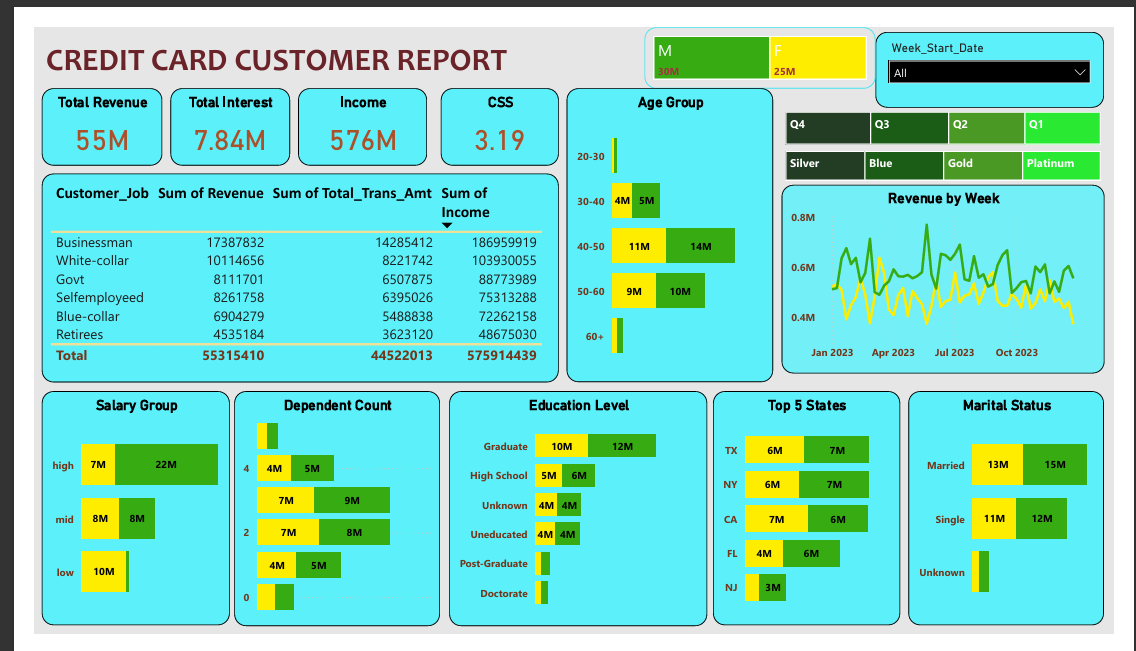 CREDIT CARD CUSTOMER REPORT
M
30M
F
25M
Week_Start_Date
All
Total Revenue
55M
Total Interest
7.84M
Income
576M
CSS
3.19
Q4 Q3 Q2 Q1
Silver Blue Gold Platinum
Customer_Job Sum of Revenue Sum of Total_Trans_Amt Sum of
Income
Businessman 17387832 14285412 186959919
White-collar 10114656 8221742 103930055
Govt 8111701 6507875 88773989
Selfemployeed 8261758 6395026 75313288
Blue-collar 6904279 5488838 72262158
Retirees 4535184 3623120 48675030
Total 55315410 44522013 575914439
Age Group
20-30
30-40 4M 5M
40-50 11M 14M
50-60 9M 10M
60+
Revenue by Week
0.8M
0.6M
0.4M
Jan 2023 Apr 2023 Jul 2023 Oct 2023
Salary Group
high 7M 22M
mid 8M 8M
low 10M
Dependent Count
4 4M 5M
7M 9M
2 7M 8M
4M 5M
0
Education Level
Graduate 10M 12M
High School 5M 6M
Unknown 4M 4M
Uneducated 4M 4M
Post-Graduate
Doctorate
Top 5 States
TX 6M 7M
NY 6M 7M
CA 7M 6M
FL 4M 6M
NJ 3M
Marital Status
Married 13M 15M
Single 11M 12M
Unknown